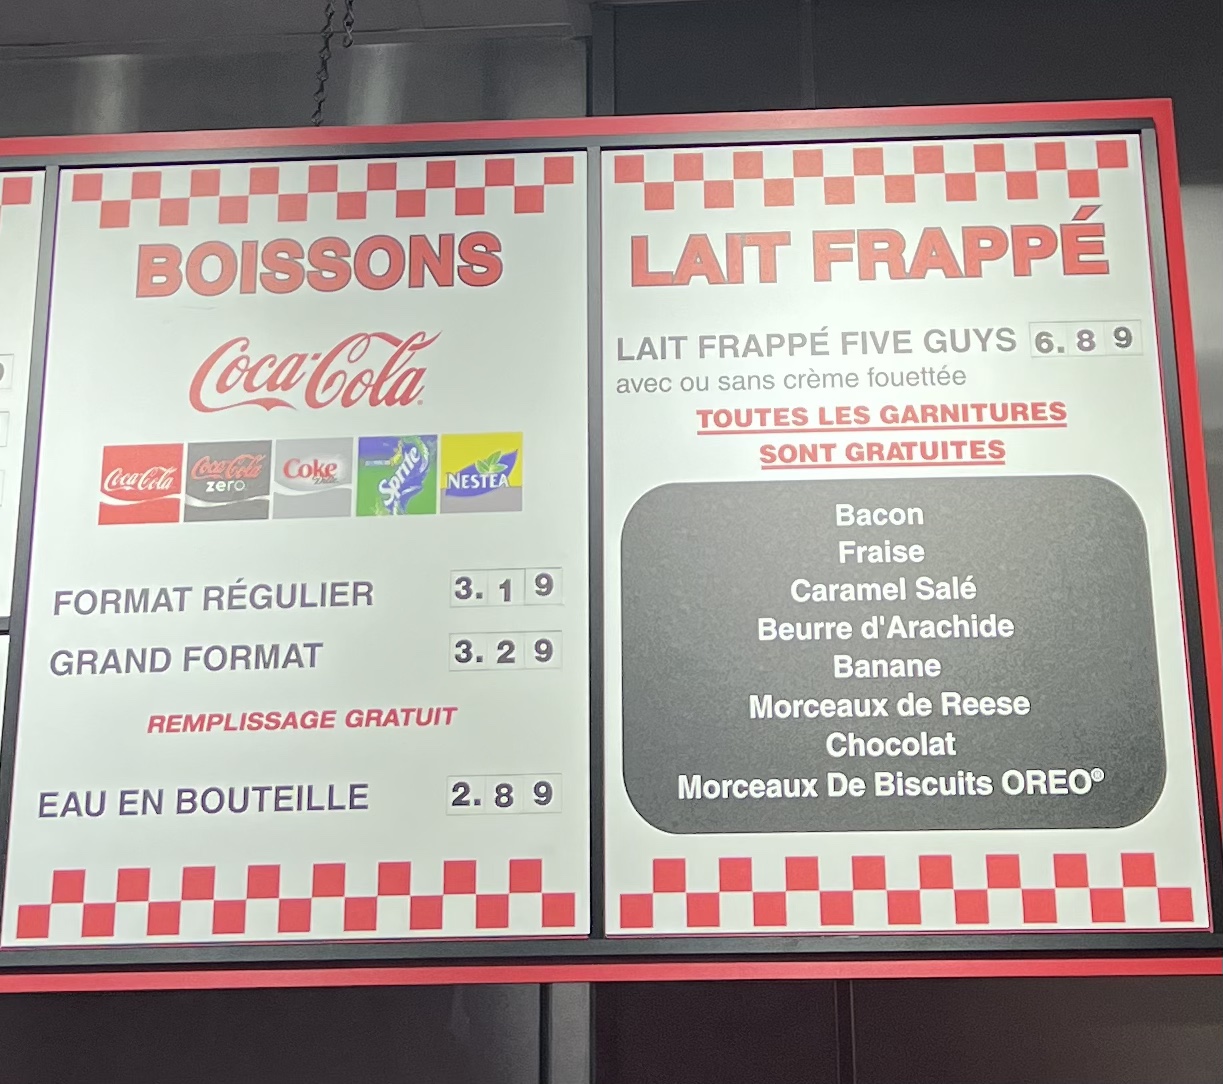 BOISSONS
Coca-Cola
Coca-Cola
Coca-Cola
zero
Coke
Sprite
NESTEA
FORMAT RÉGULIER 3.19
GRAND FORMAT 3.29
REMPLISSAGE GRATUIT
EAU EN BOUTEILLE 2.89
LAIT FRAPPÉ
LAIT FRAPPÉ FIVE GUYS 6.89
avec ou sans crème fouettée
TOUTES LES GARNITURES
SONT GRATUITES
Bacon
Fraise
Caramel Salé
Beurre d'Arachide
Banane
Morceaux de Reese
Chocolat
Morceaux De Biscuits OREO®